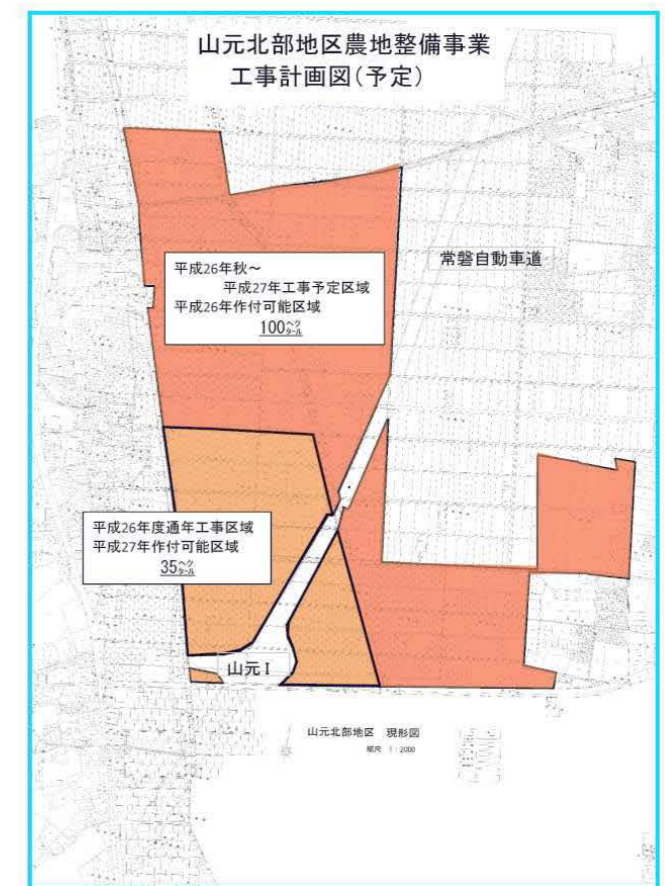 山元北部地区農地整備事業
工事計画図(予定)
常磐自動車道
平成26年秋～
平成27年工事予定区域
平成26年作付可能区域
100㌶
平成26年度通年工事区域
平成27年作付可能区域
35㌶
山元I
山元北部地区 現形図
縮尺 1:2000